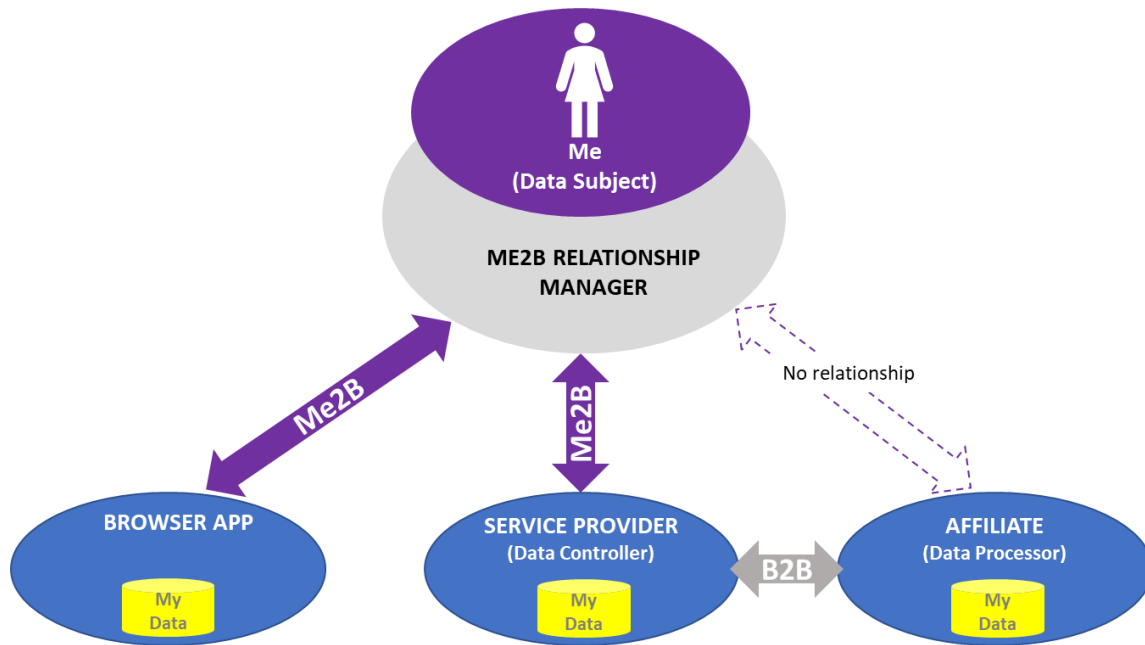 Me
(Data Subject)
ME2B RELATIONSHIP
MANAGER
Me2B
Me2B
No relationship
BROWSER APP
My
Data
SERVICE PROVIDER
(Data Controller)
My
Data
B2B
AFFILIATE
(Data Processor)
My
Data